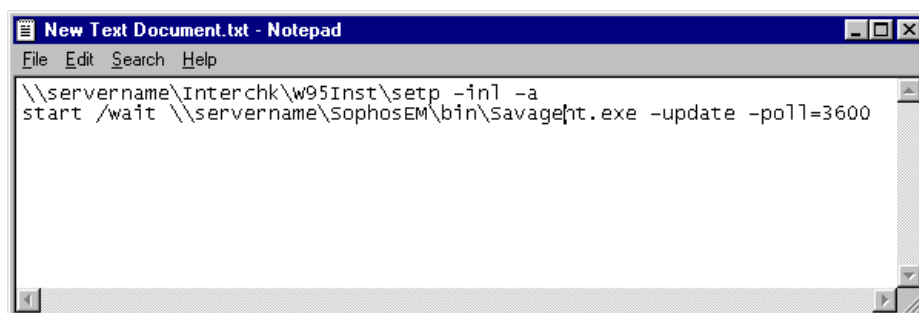 New Text Document.txt - Notepad
File Edit Search Help
\\servername\Interchk\w95Inst\setp -inl -a
start /wait \\servername\SophosEM\bin\Savagent.exe -update -poll=3600